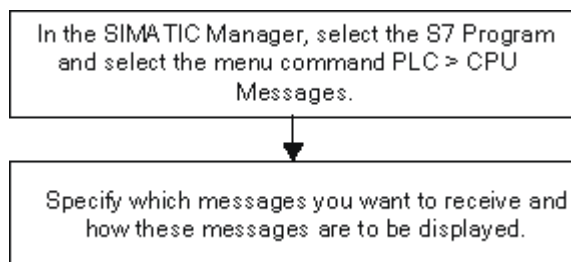 In the SIMATIC Manager, select the S7 Program
and select the menu command PLC > CPU
Messages.
Specify which messages you want to receive and
how these messages are to be displayed.